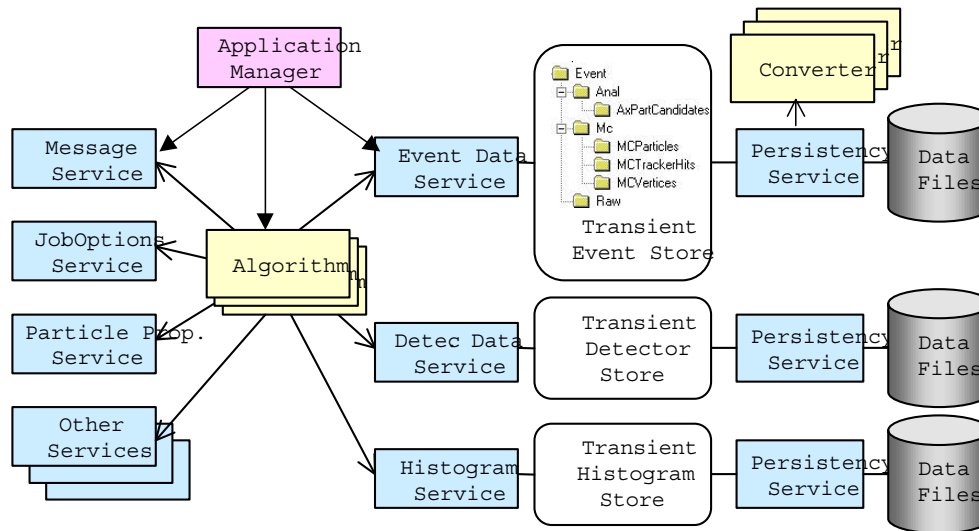 Application
Manager
Message
Service
JobOptions
Service
Particle Prop.
Service
Other
Services
Algorithm
m
Event Data
Service
Detec Data
Service
Histogram
Service
Event
Anal
AxPartCandidates
Mc
MCParticles
MCTrackerHits
MCVertices
Raw
Transient
Event Store
Transient
Detector
Store
Transient
Histogram
Store
Converter
r
r
Persistency
Service
Persistency
Service
Persistency
Service
Data
Files
Data
Files
Data
Files